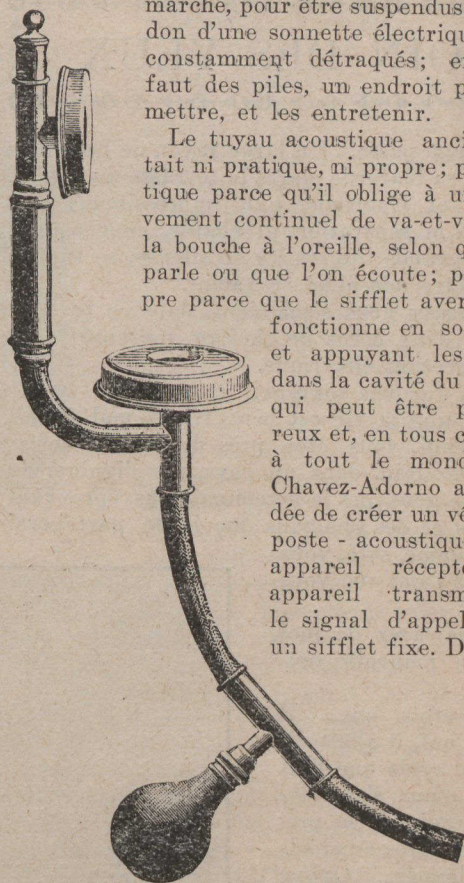 marche, pour être suspendus
don d'une sonnette électriqu
constamment détraqués; e
faut des piles, un endroit p
mettre, et les entretenir.
Le tuyau acoustique anci
tait ni pratique, ni propre; p
tique parce qu'il oblige à u
vement continuel de va-et-v
la bouche à l'oreille, selon q
parle ou que l'on écoute; p
pre parce que le sifflet aver
fonctionne en so
et appuyant les
dans la cavité du
qui peut être p
reux et, en tous c
à tout le mond
Chavez-Adorno a
dée de créer un vé
poste - acoustique
appareil récept
appareil transm
le signal d'appel
un sifflet fixe. D